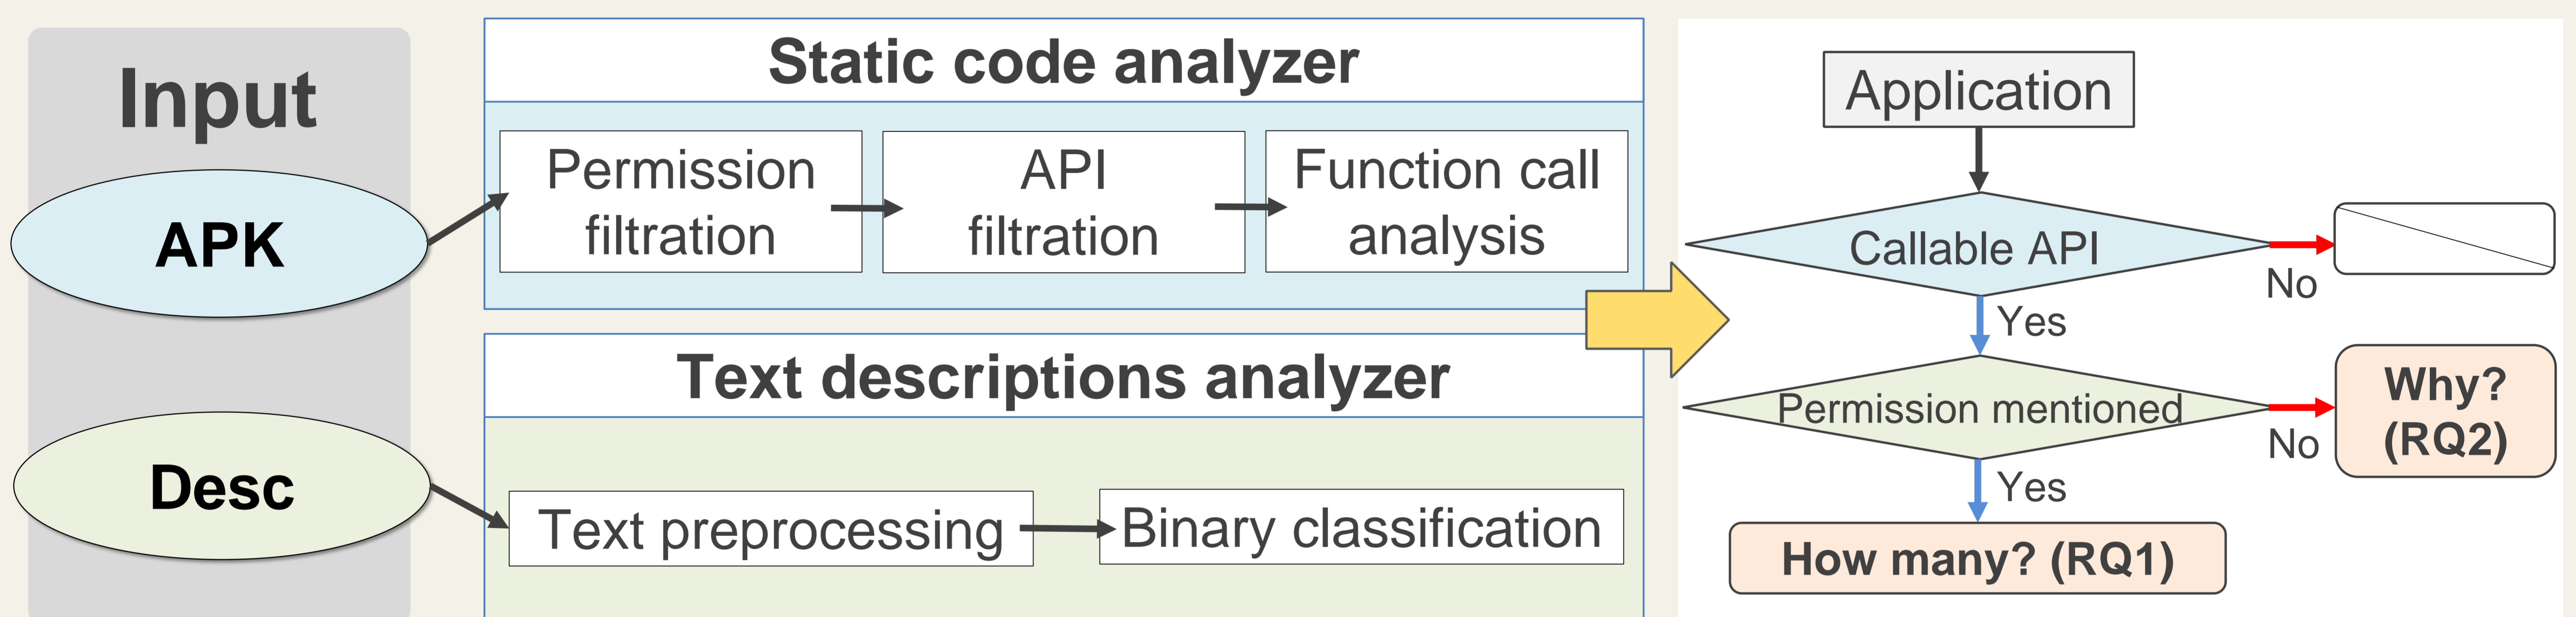 Input
APK
Desc
Static code analyzer
Permission
filtration
API
filtration
Function call
analysis
Text descriptions analyzer
Text preprocessing
Binary classification
Application
Callable API
No
Yes
Permission mentioned
No
Why?
(RQ2)
Yes
How many? (RQ1)